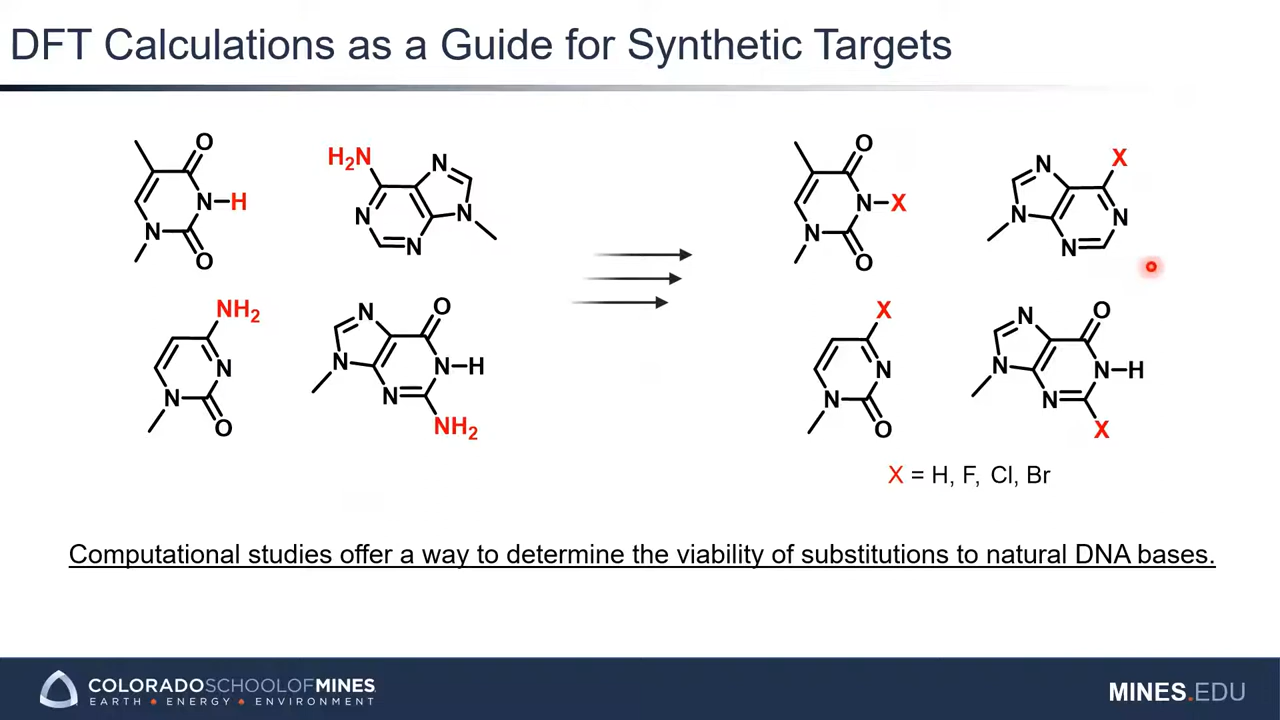 DFT Calculations as a Guide for Synthetic Targets
O
N-H
N
O
H₂N
N
N
N
N
NH₂
N
N
O
O
N
N
N-H
N
NH₂
O
N-X
N
O
X
N
N
N
N
X
N
N
O
O
N
N
N-H
N
X
X = H, F, Cl, Br
Computational studies offer a way to determine the viability of substitutions to natural DNA bases.
COLORADOSCHOOLOFMINES
EARTH • ENERGY • ENVIRONMENT
MINES.EDU